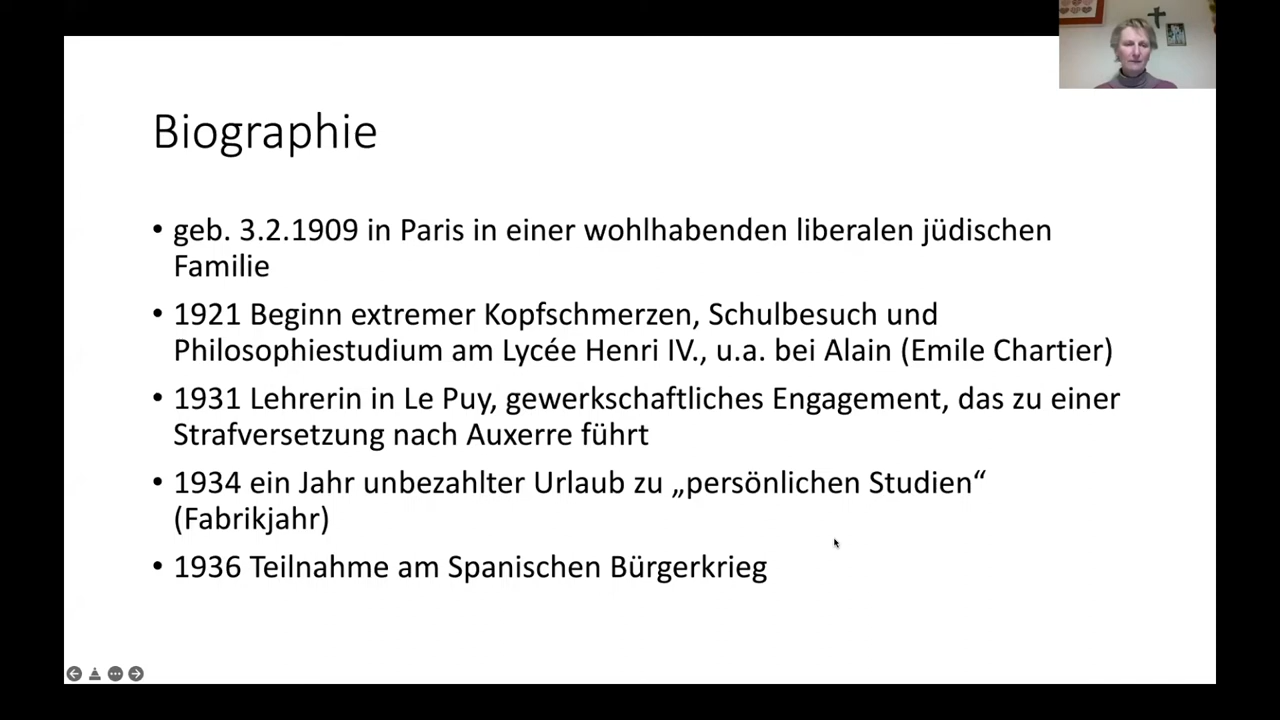 Biographie
• geb. 3.2.1909 in Paris in einer wohlhabenden liberalen jüdischen
Familie
• 1921 Beginn extremer Kopfschmerzen, Schulbesuch und
Philosophiestudium am Lycée Henri IV., u.a. bei Alain (Emile Chartier)
• 1931 Lehrerin in Le Puy, gewerkschaftliches Engagement, das zu einer
Strafversetzung nach Auxerre führt
• 1934 ein Jahr unbezahlter Urlaub zu „persönlichen Studien“
(Fabrikjahr)
• 1936 Teilnahme am Spanischen Bürgerkrieg